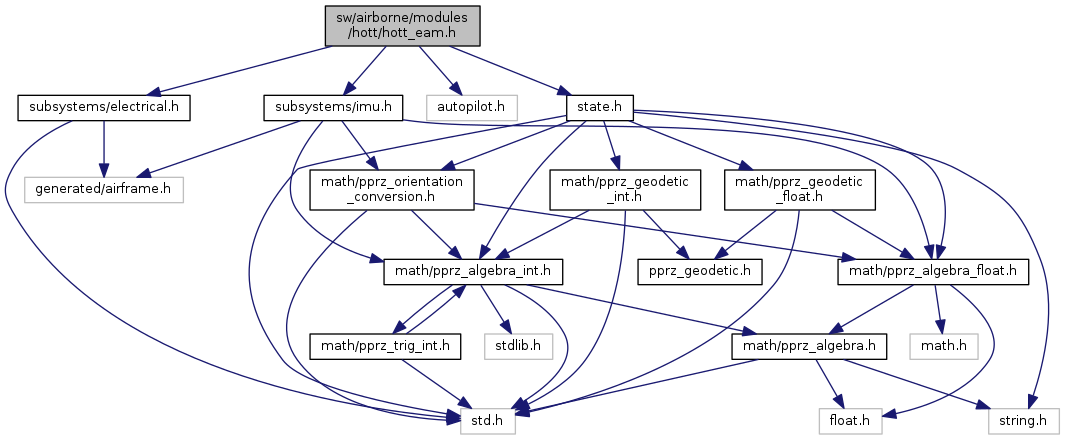 sw/airborne/modules
/hott/hott_eam.h
subsystems/electrical.h
subsystems/imu.h
autopilot.h
state.h
generated/airframe.h
math/pprz_orientation
_conversion.h
math/pprz_geodetic
_int.h
math/pprz_geodetic
_float.h
math/pprz_algebra_int.h
pprz_geodetic.h
math/pprz_algebra_float.h
math/pprz_trig_int.h
stdlib.h
math/pprz_algebra.h
math.h
std.h
float.h
string.h